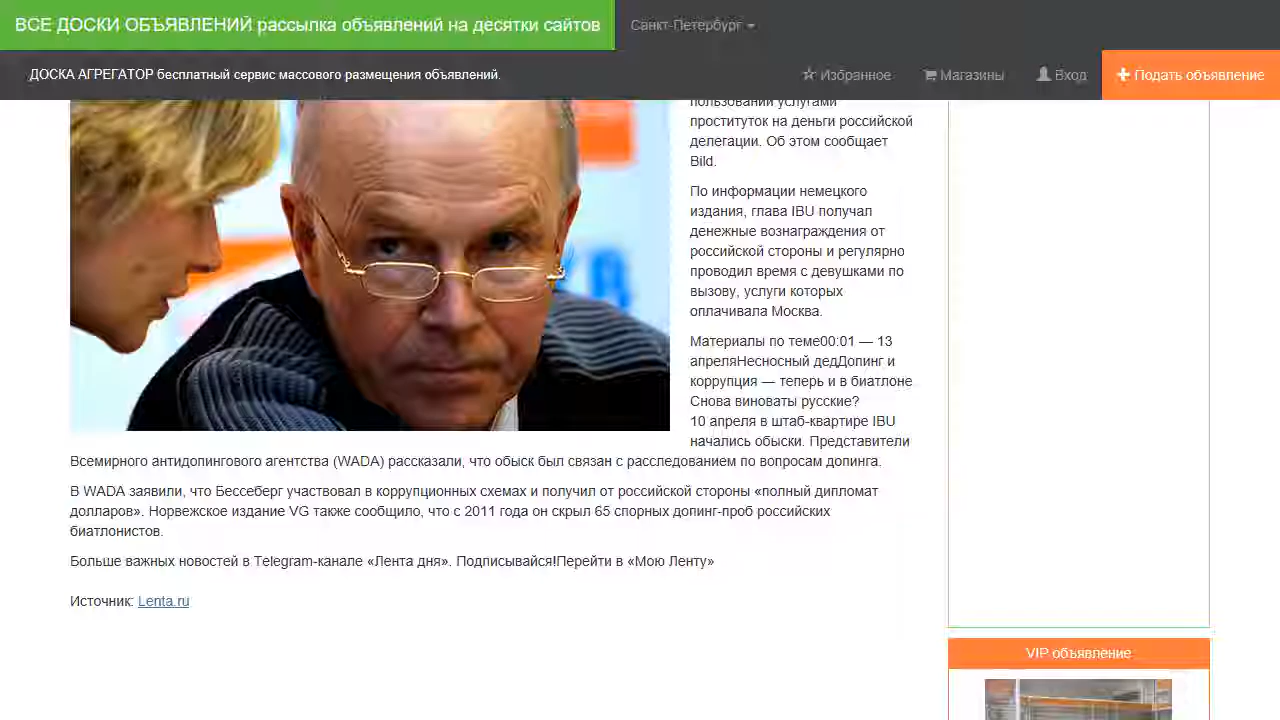 ВСЕ ДОСКИ ОБЪЯВЛЕНИЙ рассылка объявлений на десятки сайтов
Санкт-Петербург
ДОСКА АГРЕГАТОР бесплатный сервис массового размещения объявлений.
Избранное
Магазины
Вход
Подать объявление
пользовании услугами
проституток на деньги российской
делегации. Об этом сообщает
Bild.
По информации немецкого
издания, глава IBU получал
денежные вознаграждения от
российской стороны и регулярно
проводил время с девушками по
вызову, услуги которых
оплачивала Москва.
Материалы по теме00:01 — 13
апреляНесносный дедДопинг и
коррупция — теперь и в биатлоне
Снова виноваты русские?
10 апреля в штаб-квартире IBU
начались обыски. Представители
Всемирного антидопингового агентства (WADA) рассказали, что обыск был связан с расследованием по вопросам допинга.
В WADA заявили, что Бессеберг участвовал в коррупционных схемах и получил от российской стороны «полный дипломат
долларов». Норвежское издание VG также сообщило, что с 2011 года он скрыл 65 спорных допинг-проб российских
биатлонистов.
Больше важных новостей в Telegram-канале «Лента дня». Подписывайся!Перейти в «Мою Ленту»
Источник: Lenta.ru
VIP объявление